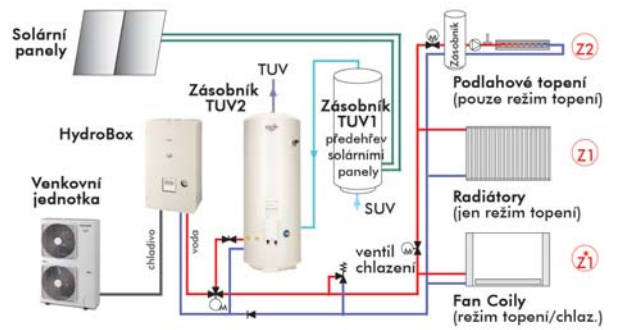 Solární
panely
TUV
Zásobník
TUV2
Zásobník
TUV1
předehřev
solárními
panely
SUV
HydroBox
Venkovní
jednotka
chladivo
voda
M
ventil
chlazení
M
M
Zásobník
Z2
Podlahové topení
(pouze režim topení)
Z1
Radiátory
(jen režim topení)
Z1*
Fan Coily
(režim topení/chlaz.)